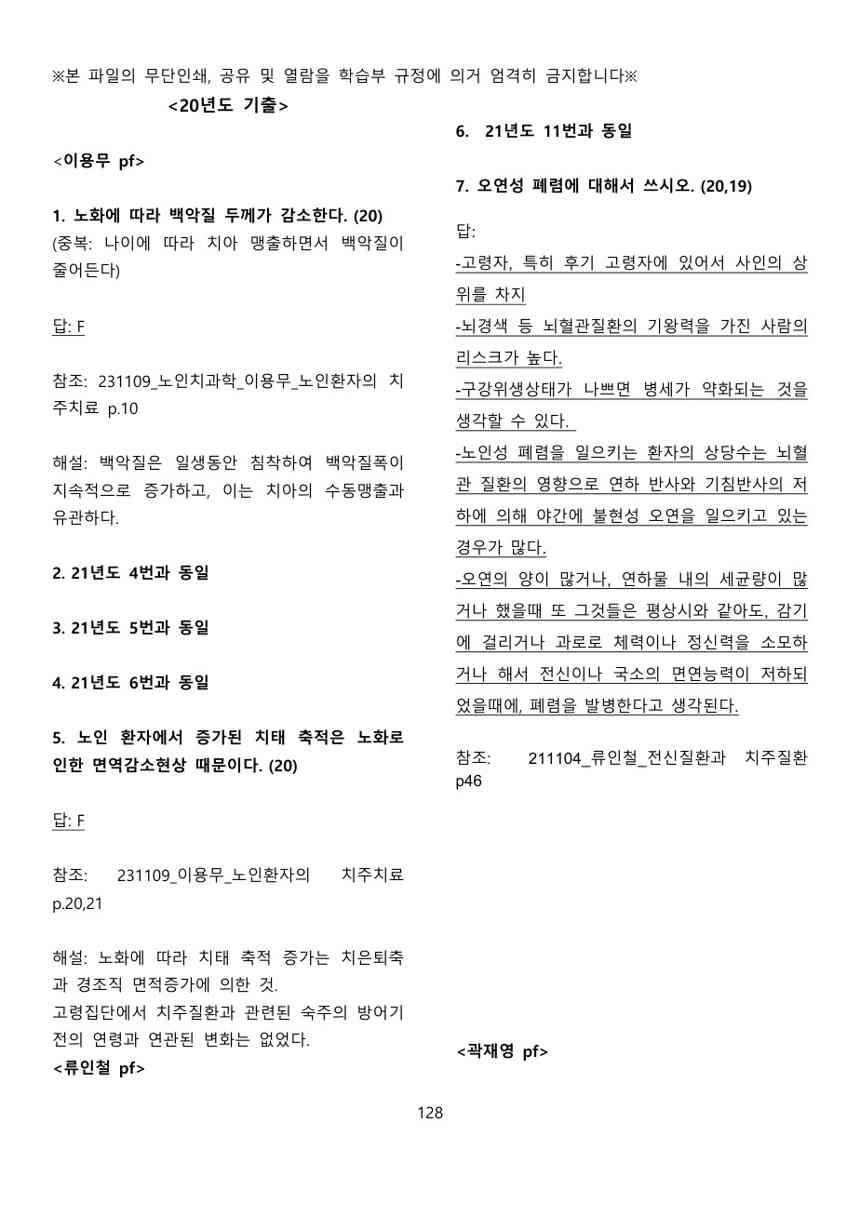 ※본 파일의 무단인쇄, 공유 및 열람을 학습부 규정에 의거 엄격히 금지합니다※
<20년도 기출>
<이용무 pf>
1. 노화에 따라 백악질 두께가 감소한다. (20)
(중복: 나이에 따라 치아 맹출하면서 백악질이
줄어든다)
답: F
참조: 231109_노인치과학_이용무_노인환자의 치
주치료 p.10
해설: 백악질은 일생동안 침착하여 백악질폭이
지속적으로 증가하고, 이는 치아의 수동맹출과
유관하다.
2. 21년도 4번과 동일
3. 21년도 5번과 동일
4. 21년도 6번과 동일
5. 노인 환자에서 증가된 치태 축적은 노화로
인한 면역감소현상 때문이다. (20)
답: F
참조: 231109_이용무_노인환자의 치주치료
p.20,21
해설: 노화에 따라 치태 축적 증가는 치은퇴축
과 경조직 면적증가에 의한 것.
고령집단에서 치주질환과 관련된 숙주의 방어기
전의 연령과 연관된 변화는 없었다.
<류인철 pf>
6. 21년도 11번과 동일
7. 오연성 폐렴에 대해서 쓰시오. (20,19)
답:
-고령자, 특히 후기 고령자에 있어서 사인의 상
위를 차지
-뇌경색 등 뇌혈관질환의 기왕력을 가진 사람의
리스크가 높다.
-구강위생상태가 나쁘면 병세가 약화되는 것을
생각할 수 있다.
-노인성 폐렴을 일으키는 환자의 상당수는 뇌혈
관 질환의 영향으로 연하 반사와 기침반사의 저
하에 의해 야간에 불현성 오연을 일으키고 있는
경우가 많다.
-오연의 양이 많거나, 연하물 내의 세균량이 많
거나 했을때 또 그것들은 평상시와 같아도, 감기
에 걸리거나 과로로 체력이나 정신력을 소모하
거나 해서 전신이나 국소의 면연능력이 저하되
었을때에, 폐렴을 발병한다고 생각된다.
참조: 211104_류인철_전신질환과 치주질환
p46
<곽재영 pf>
128